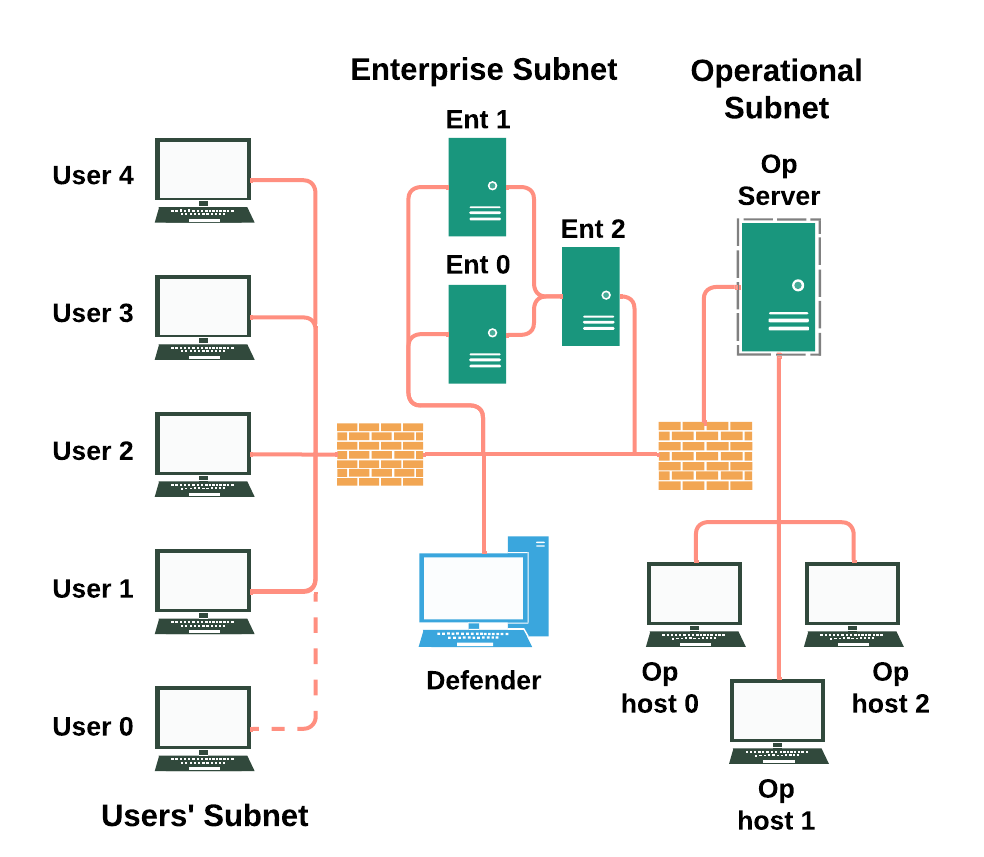 Enterprise Subnet
Operational
Subnet
Ent 1
Op
Server
User 4
Ent 2
Ent 0
User 3
User 2
User 1
Defender
Op
host 0
Op
host 2
User 0
Op
host 1
Users' Subnet